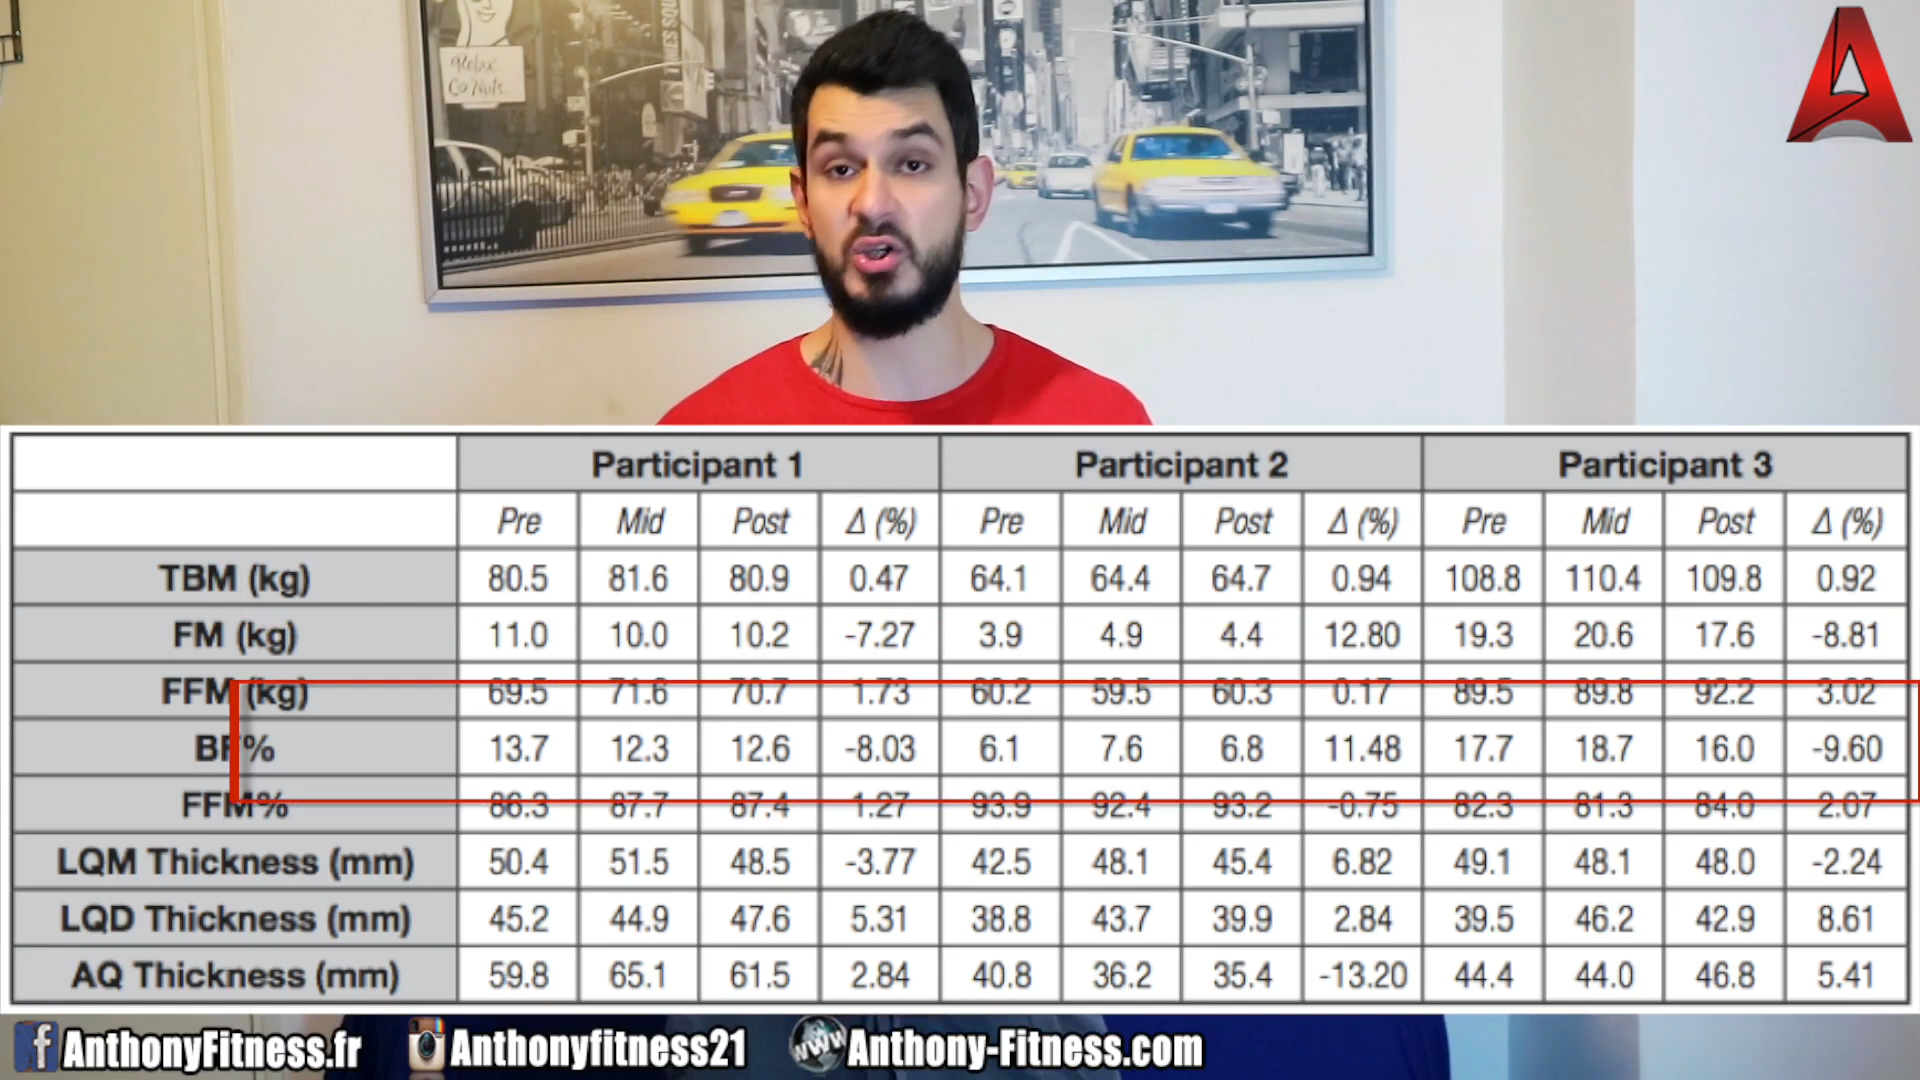 Relax
Go Nuts.
MES SQUARE
Participant 1 Participant 2 Participant 3
Pre Mid Post Δ (%) Pre Mid Post Δ (%) Pre Mid Post Δ (%)
TBM (kg) 80.5 81.6 80.9 0.47 64.1 64.4 64.7 0.94 108.8 110.4 109.8 0.92
FM (kg) 11.0 10.0 10.2 -7.27 3.9 4.9 4.4 12.80 19.3 20.6 17.6 -8.81
FFM (kg) 69.5 71.6 70.7 1.73 60.2 59.5 60.3 0.17 89.5 89.8 92.2 3.02
BF% 13.7 12.3 12.6 -8.03 6.1 7.6 6.8 11.48 17.7 18.7 16.0 -9.60
FFM% 86.3 87.7 87.4 1.27 93.9 92.4 93.2 -0.75 82.3 81.3 84.0 2.07
LQM Thickness (mm) 50.4 51.5 48.5 -3.77 42.5 48.1 45.4 6.82 49.1 48.1 48.0 -2.24
LQD Thickness (mm) 45.2 44.9 47.6 5.31 38.8 43.7 39.9 2.84 39.5 46.2 42.9 8.61
AQ Thickness (mm) 59.8 65.1 61.5 2.84 40.8 36.2 35.4 -13.20 44.4 44.0 46.8 5.41
f AnthonyFitness.fr Anthonyfitness21 www Anthony-Fitness.com